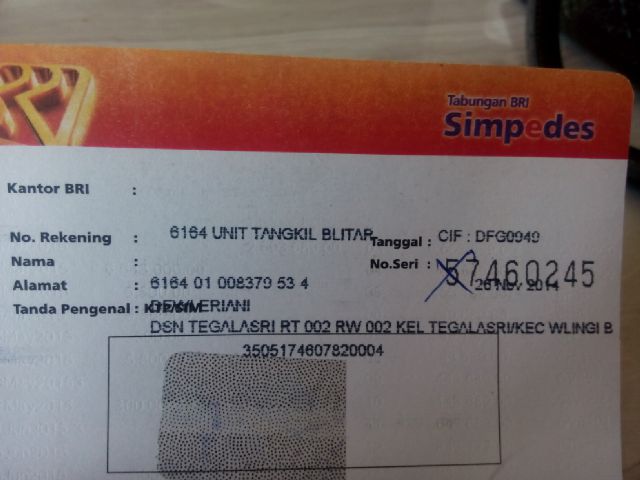 Tabungan BRI
Simpedes
Kantor BRI :
6164 UNIT TANGKIL BLITAR
No. Rekening :
Tanggal : CIF : DFG0949
Nama :
No.Seri : 57460245
Alamat : 6164 01 008379 53 4
26 Nov 2014
Tanda Pengenal : KTP/SIM
DSN TEGALASRI RT 002 RW 002 KEL TEGALASRI/KEC WLINGI B
3505174607820004